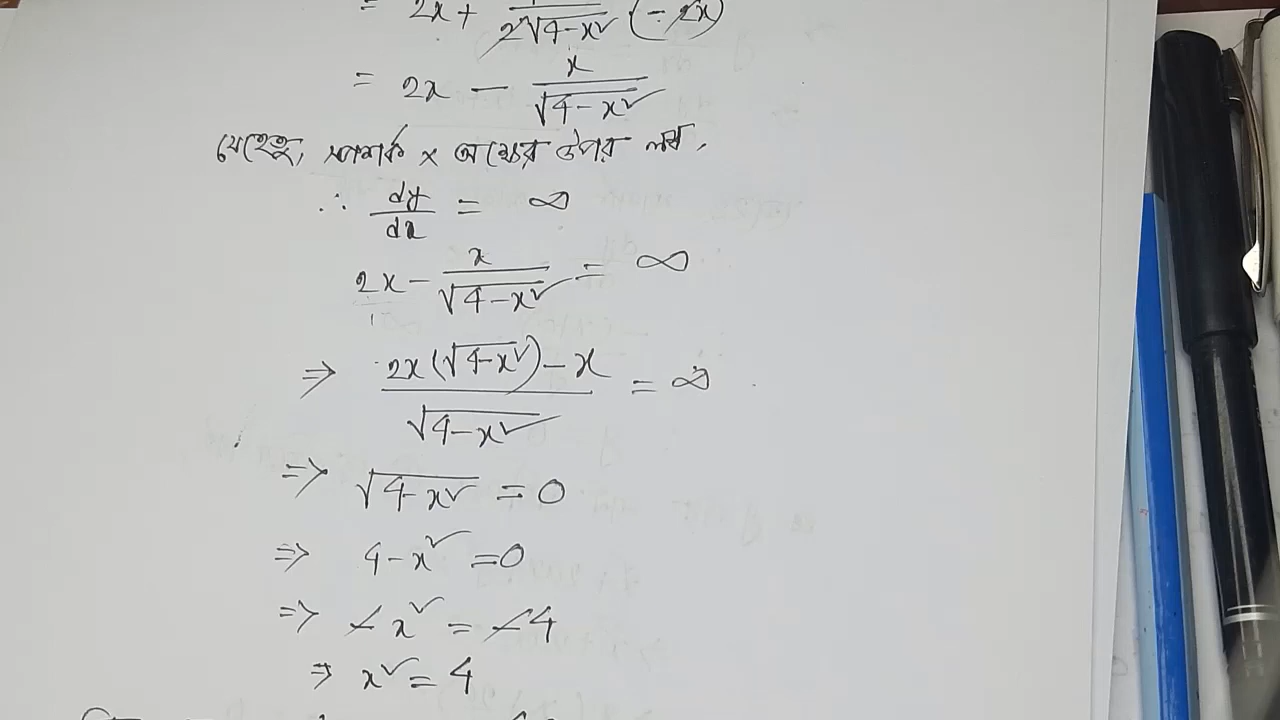 = 2x + 1/(2√(4-x²)) (-2x)
= 2x - x/√(4-x²)
যেহেতু, স্পর্শক x অক্ষের উপর লম্ব,
∴ dy/dx = ∞
2x - x/√(4-x²) = ∞
⇒ (2x(√(4-x²)) - x)/√(4-x²) = ∞
⇒ √(4-x²) = 0
⇒ 4-x² = 0
⇒ -x² = -4
⇒ x² = 4